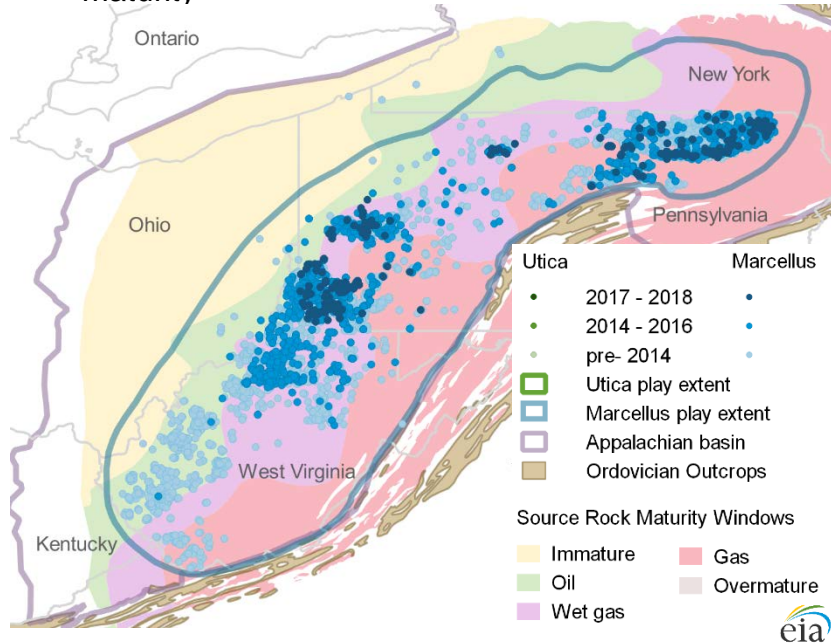 maturity
Ontario
New York
Ohio
Pennsylvania
West Virginia
Kentucky
Utica Marcellus
2017 - 2018
2014 - 2016
pre- 2014
Utica play extent
Marcellus play extent
Appalachian basin
Ordovician Outcrops
Source Rock Maturity Windows
Immature Gas
Oil Overmature
Wet gas
eia